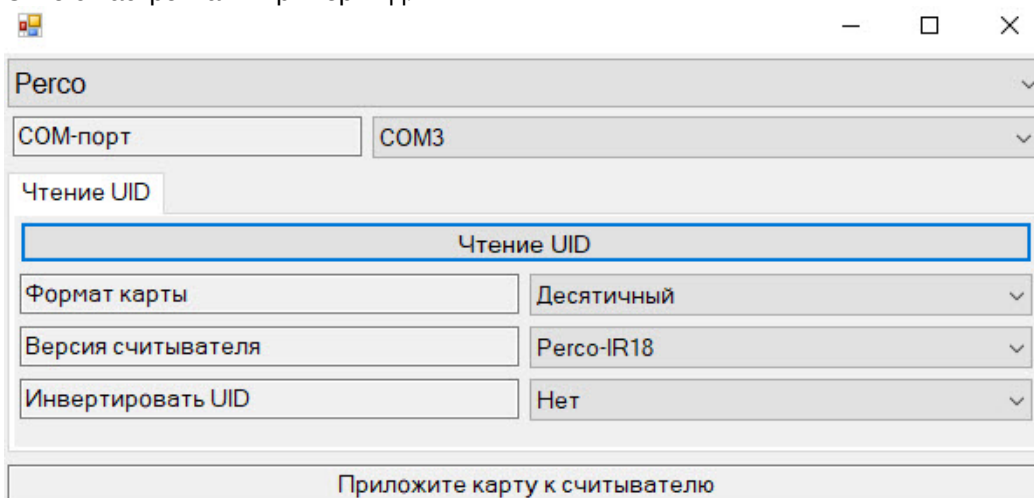 Perco
COM-порт COM3
Чтение UID
Чтение UID
Формат карты Десятичный
Версия считывателя Perco-IR18
Инвертировать UID Нет
Приложите карту к считывателю